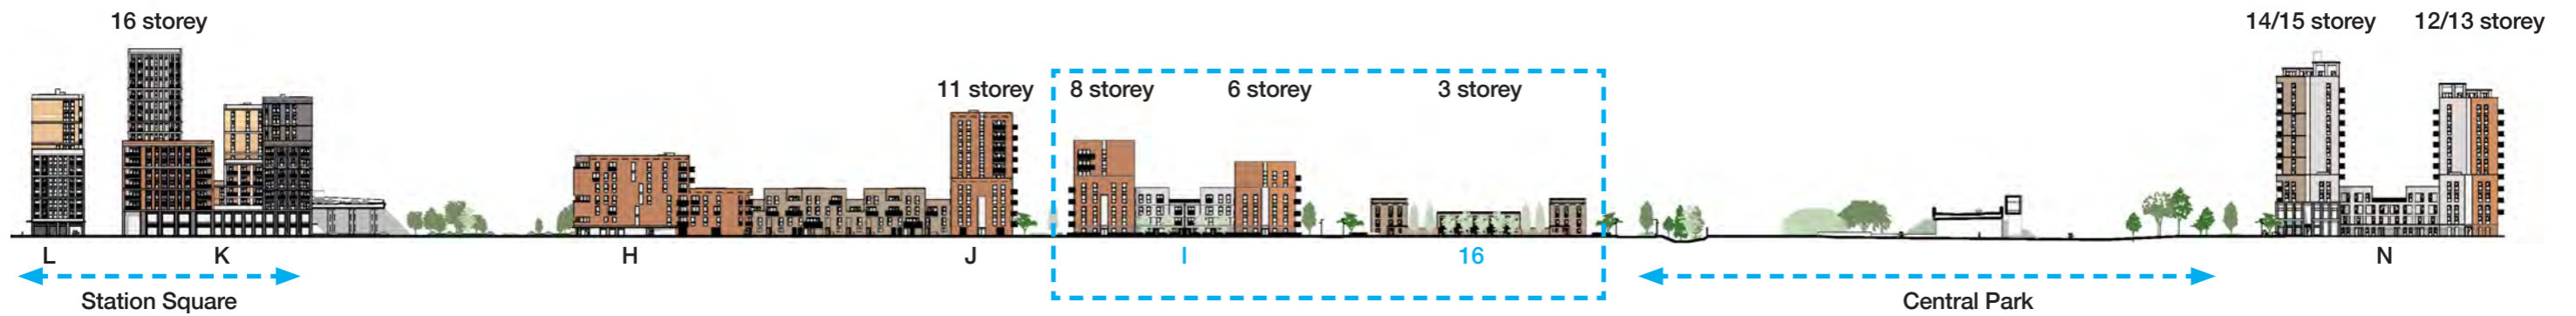 16 storey
14/15 storey
12/13 storey
11 storey
8 storey
6 storey
3 storey
L
K
H
J
I
16
N
Station Square
Central Park